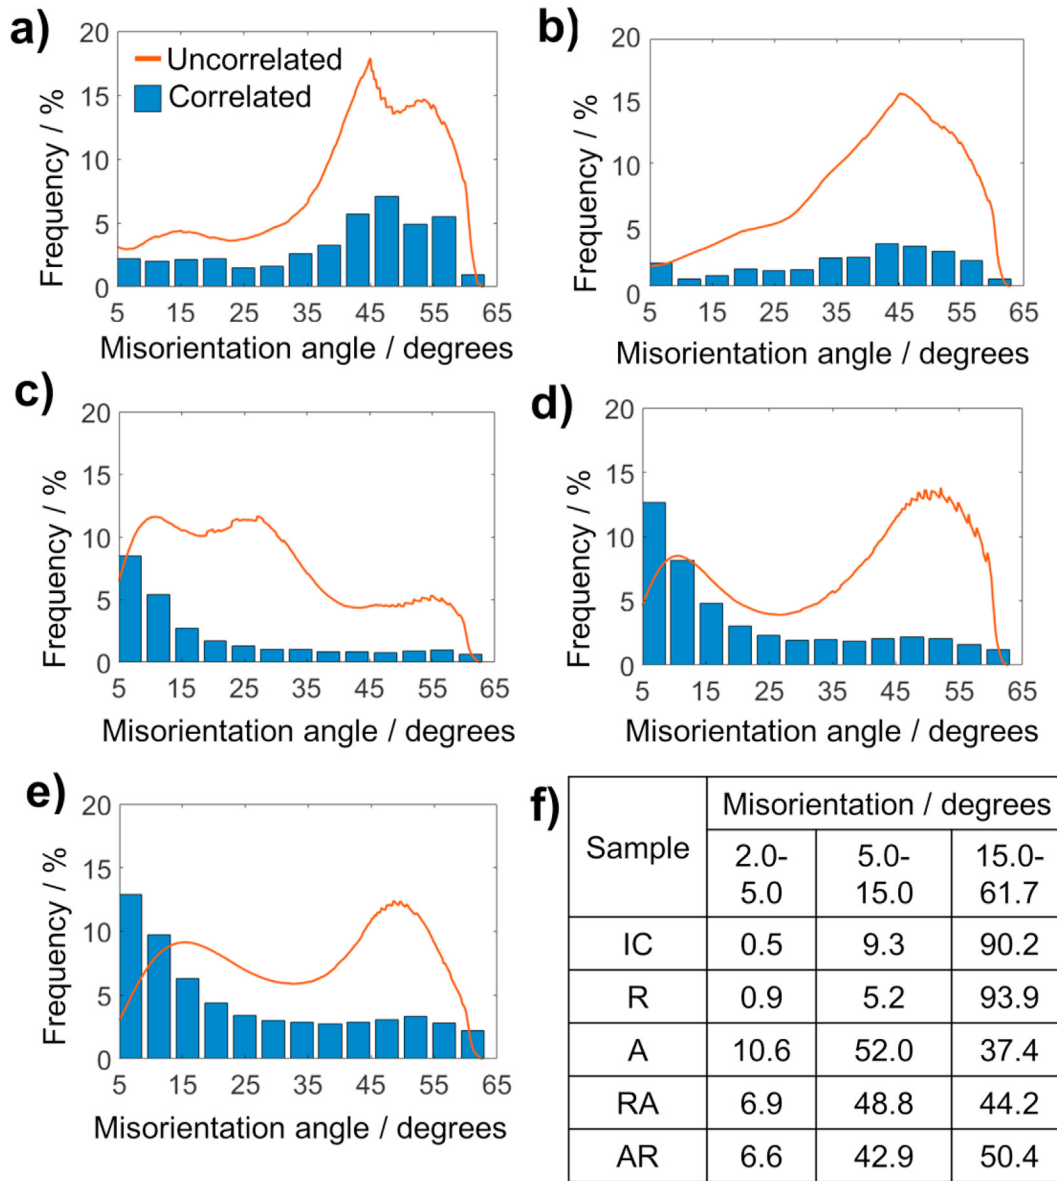 a)
20
15
10
5
0
Frequency / %
Uncorrelated
Correlated
5 15 25 35 45 55 65
Misorientation angle / degrees
b)
20
15
10
5
0
Frequency / %
5 15 25 35 45 55 65
Misorientation angle / degrees
c)
20
15
10
5
0
Frequency / %
5 15 25 35 45 55 65
Misorientation angle / degrees
d)
20
15
10
5
0
Frequency / %
5 15 25 35 45 55 65
Misorientation angle / degrees
e)
20
15
10
5
0
Frequency / %
5 15 25 35 45 55 65
Misorientation angle / degrees
f)
Misorientation / degrees
Sample
2.0-
5.0
5.0-
15.0
15.0-
61.7
IC 0.5 9.3 90.2
R 0.9 5.2 93.9
A 10.6 52.0 37.4
RA 6.9 48.8 44.2
AR 6.6 42.9 50.4